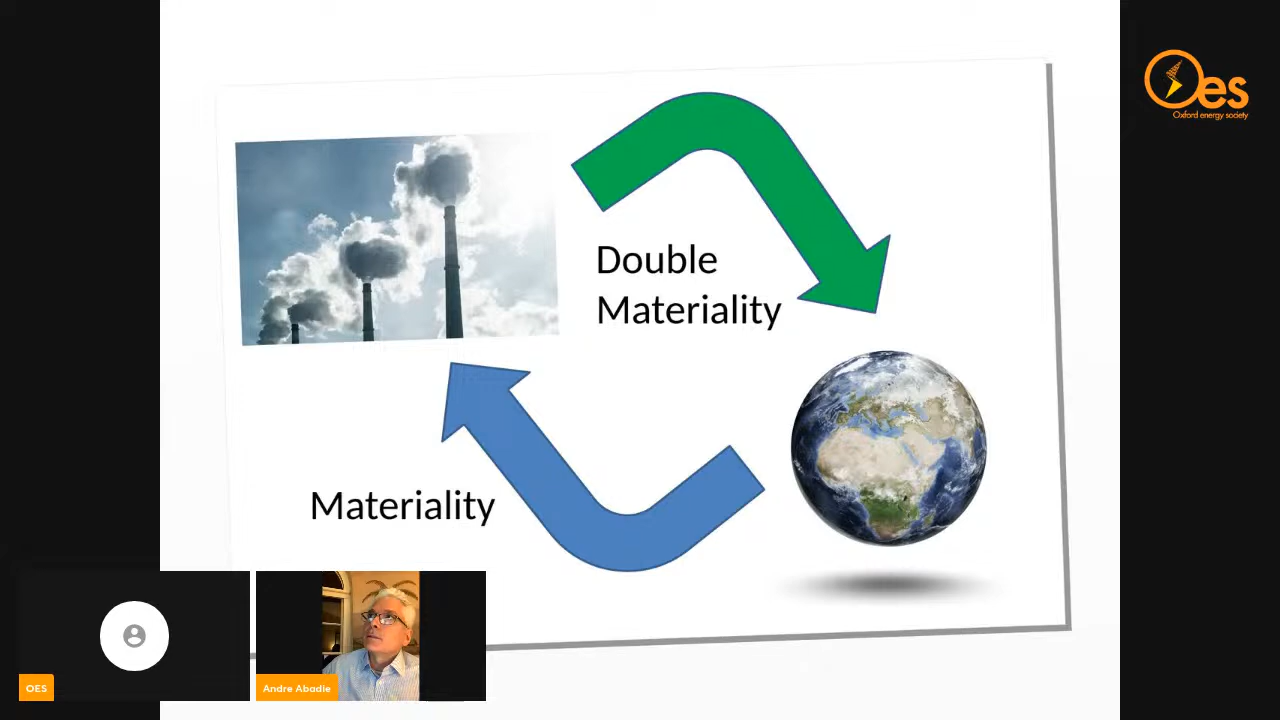 Oes
Oxford energy society
Double
Materiality
Materiality
OES
Andre Abadie